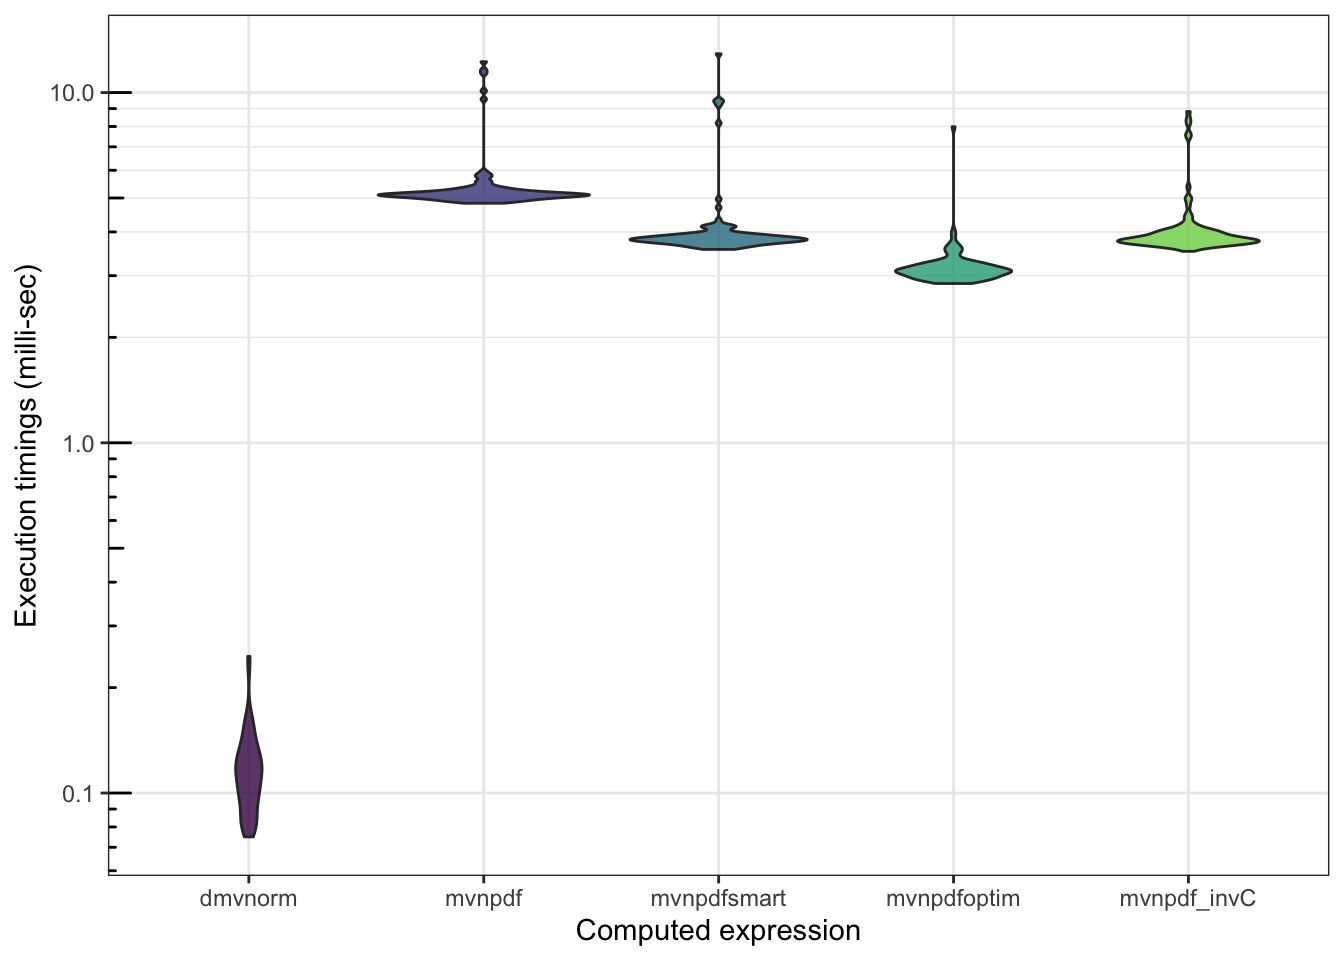 Execution timings (milli-sec)
10.0
1.0
0.1
dmvnorm mvnpdf mvnpdfsmart mvnpdfoptim mvnpdf_invC
Computed expression